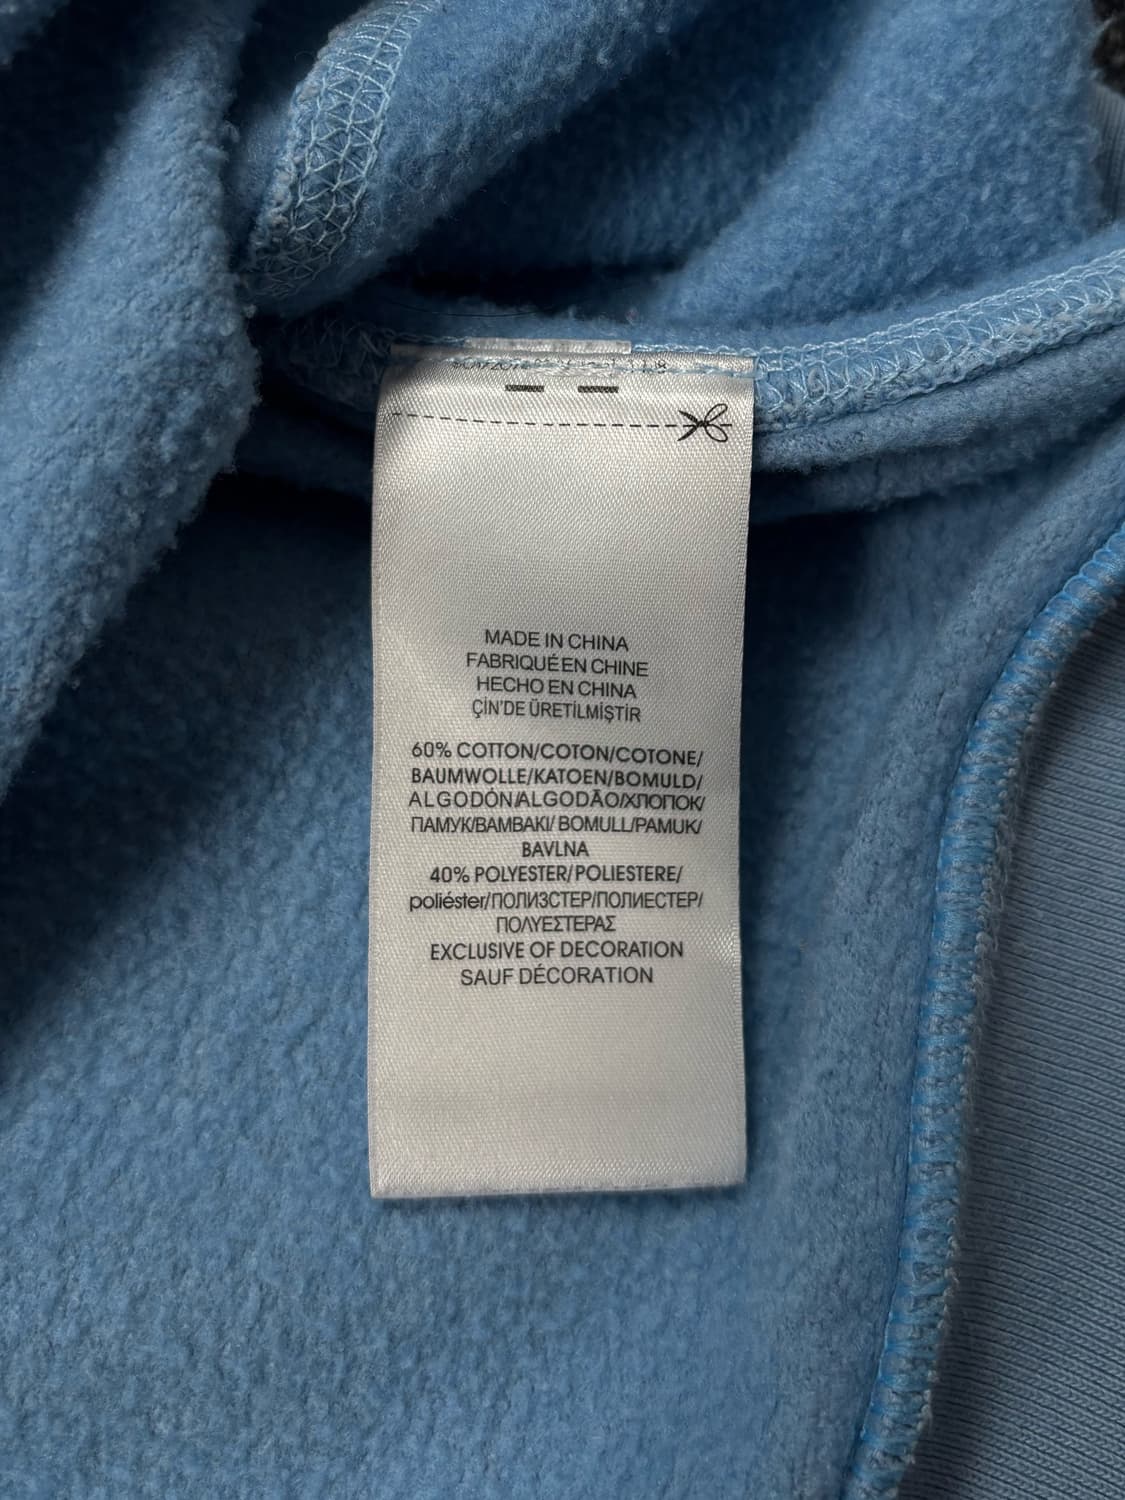 MADE IN CHINA
FABRIQUÉ EN CHINE
HECHO EN CHINA
ÇİN'DE ÜRETİLMİŞTİR
60% COTTON/COTON/COTONE/
BAUMWOLLE/KATOEN/BOMULD/
ALGODÓN/ALGODÃO/ХЛОПОК/
ПАМУК/ΒΑΜΒΑΚΙ/ BOMULL/PAMUK/
BAVLNA
40% POLYESTER/POLIESTERE/
poliéster/ПОЛИЗСТЕР/ПОЛИЕСТЕР/
ΠΟΛΥΕΣΤΕΡΑΣ
EXCLUSIVE OF DECORATION
SAUF DÉCORATION